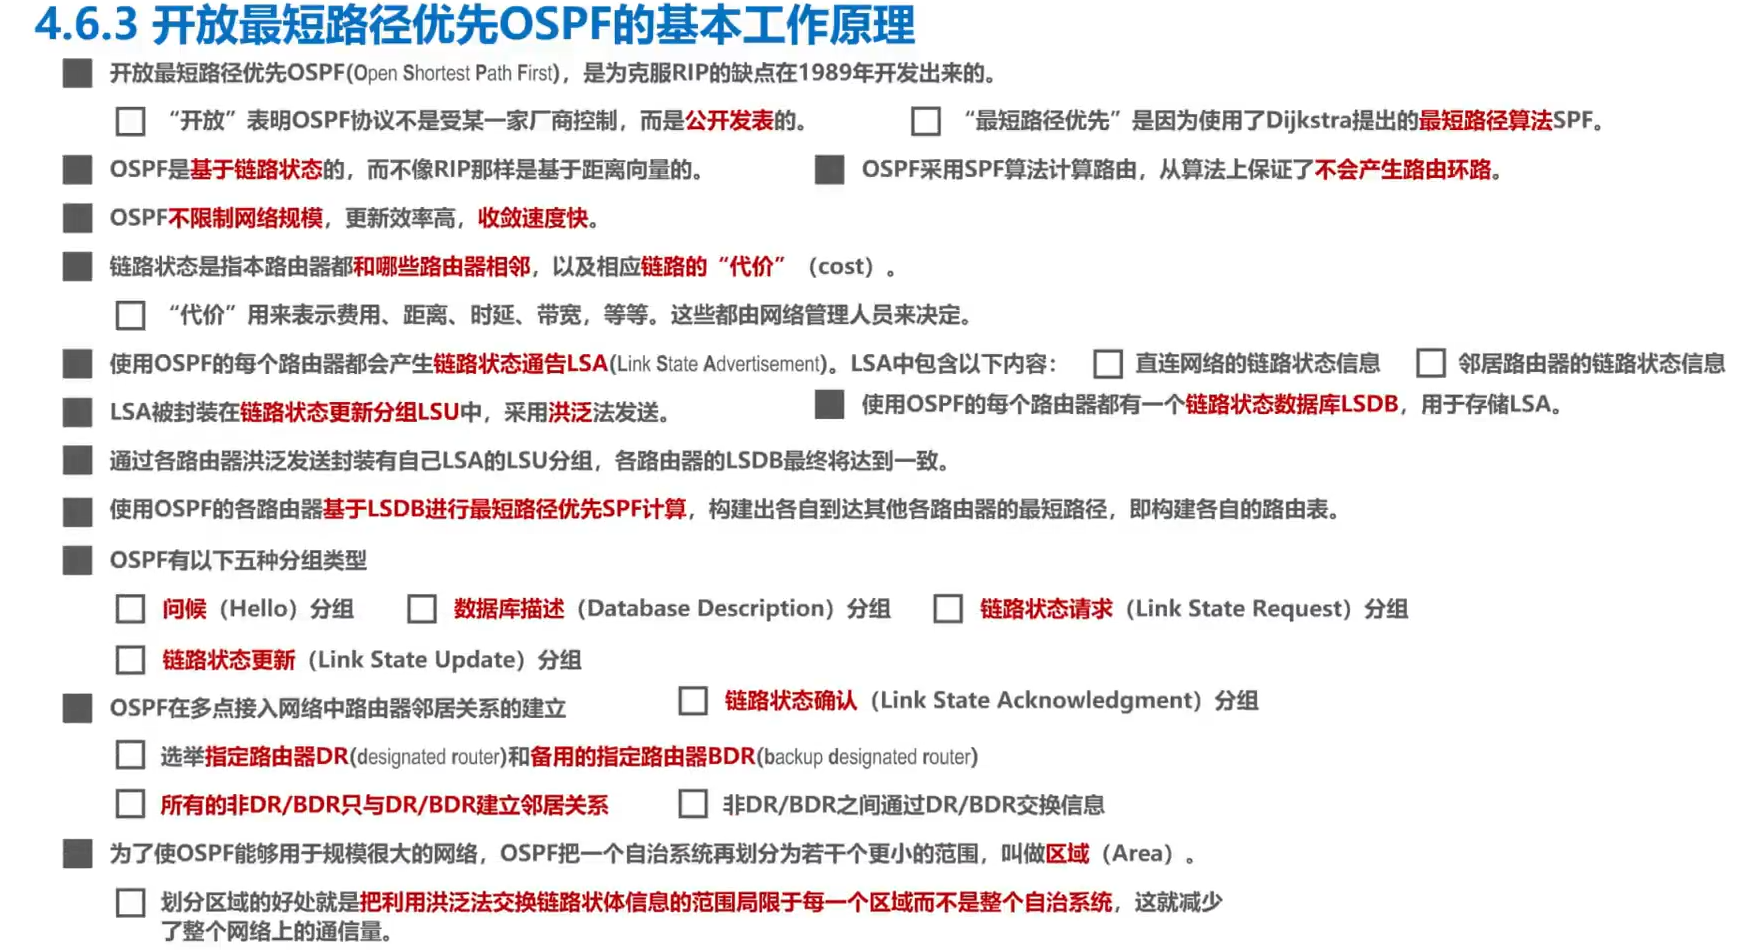 4.6.3 开放最短路径优先OSPF的基本工作原理
开放最短路径优先OSPF(Open Shortest Path First)，是为克服RIP的缺点在1989年开发出来的。
“开放”表明OSPF协议不是受某一家厂商控制，而是公开发表的。
“最短路径优先”是因为使用了Dijkstra提出的最短路径算法SPF。
OSPF是基于链路状态的，而不像RIP那样是基于距离向量的。
OSPF采用SPF算法计算路由，从算法上保证了不会产生路由环路。
OSPF不限制网络规模，更新效率高，收敛速度快。
链路状态是指本路由器都和哪些路由器相邻，以及相应链路的“代价”（cost）。
“代价”用来表示费用、距离、时延、带宽，等等。这些都由网络管理人员来决定。
使用OSPF的每个路由器都会产生链路状态通告LSA(Link State Advertisement)。LSA中包含以下内容：
直连网络的链路状态信息
邻居路由器的链路状态信息
LSA被封装在链路状态更新分组LSU中，采用洪泛法发送。
使用OSPF的每个路由器都有一个链路状态数据库LSDB，用于存储LSA。
通过各路由器洪泛发送封装有自己LSA的LSU分组，各路由器的LSDB最终将达到一致。
使用OSPF的各路由器基于LSDB进行最短路径优先SPF计算，构建出各自到达其他各路由器的最短路径，即构建各自的路由表。
OSPF有以下五种分组类型
问候（Hello）分组
数据库描述（Database Description）分组
链路状态请求（Link State Request）分组
链路状态更新（Link State Update）分组
链路状态确认（Link State Acknowledgment）分组
OSPF在多点接入网络中路由器邻居关系的建立
选举指定路由器DR(designated router)和备用的指定路由器BDR(backup designated router)
所有的非DR/BDR只与DR/BDR建立邻居关系
非DR/BDR之间通过DR/BDR交换信息
为了使OSPF能够用于规模很大的网络，OSPF把一个自治系统再划分为若干个更小的范围，叫做区域（Area）。
划分区域的好处就是把利用洪泛法交换链路状体信息的范围局限于每一个区域而不是整个自治系统，这就减少
了整个网络上的通信量。